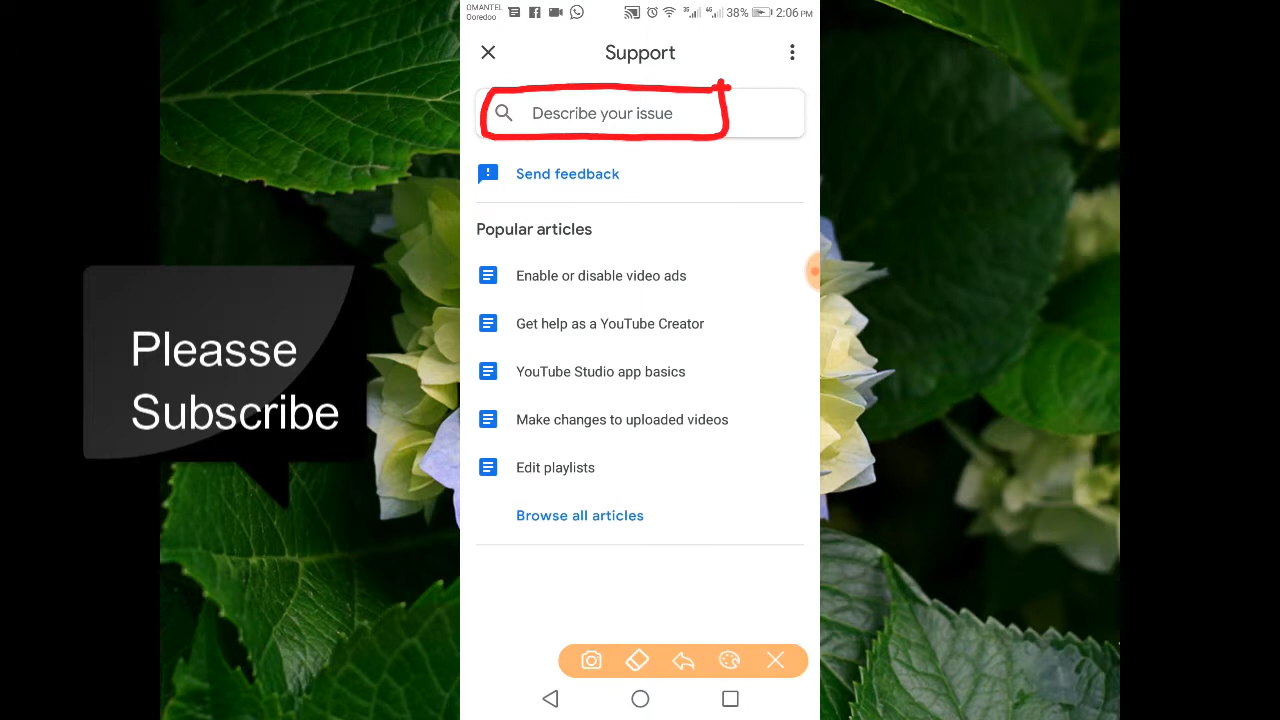 OMANTEL
Ooredoo
3G 4G 38% 2:06 PM
Support
Describe your issue
Send feedback
Popular articles
Enable or disable video ads
Get help as a YouTube Creator
YouTube Studio app basics
Make changes to uploaded videos
Edit playlists
Browse all articles
Pleasse
Subscribe